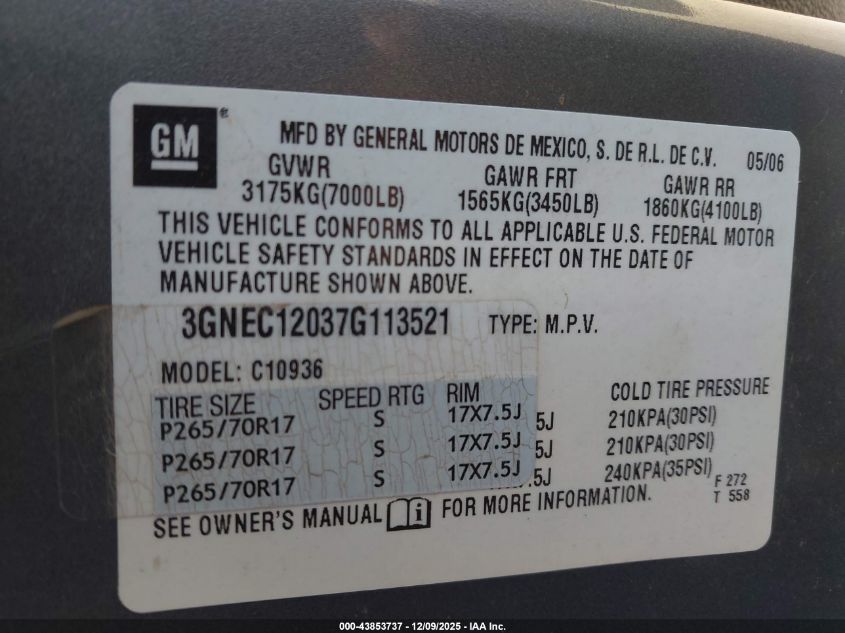 GM®
MFD BY GENERAL MOTORS DE MEXICO, S. DE R.L. DE C.V. 05/06
GVWR GAWR FRT GAWR RR
3175KG(7000LB) 1565KG(3450LB) 1860KG(4100LB)
THIS VEHICLE CONFORMS TO ALL APPLICABLE U.S. FEDERAL MOTOR
VEHICLE SAFETY STANDARDS IN EFFECT ON THE DATE OF
MANUFACTURE SHOWN ABOVE.
3GNEC12037G113521 TYPE: M.P.V.
MODEL: C10936
TIRE SIZE SPEED RTG RIM COLD TIRE PRESSURE
P265/70R17 S 17X7.5J 5J 210KPA(30PSI)
P265/70R17 S 17X7.5J 5J 210KPA(30PSI)
P265/70R17 S 17X7.5J .5J 240KPA(35PSI)
F 272
T 558
SEE OWNER'S MANUAL i FOR MORE INFORMATION.
000-43853737 - 12/09/2025 - IAA Inc.